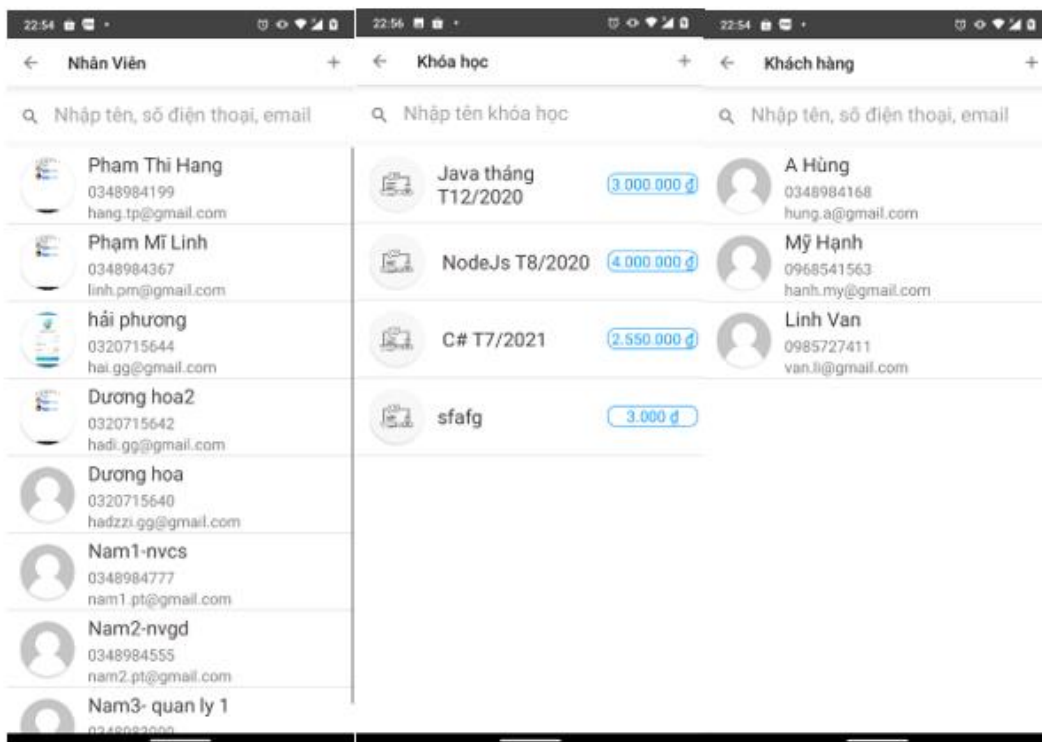 22:54
Nhân Viên
Nhập tên, số điện thoại, email
Pham Thi Hang
0348984199
hang.tp@gmail.com
Phạm Mĩ Linh
0348984367
linh.pm@gmail.com
hải phương
0320715644
hai.gg@gmail.com
Dương hoa2
0320715642
hadi.gg@gmail.com
Dương hoa
0320715640
hadzzi.gg@gmail.com
Nam1-nvcs
0348984777
nam1.pt@gmail.com
Nam2-nvgd
0348984555
nam2.pt@gmail.com
Nam3- quan ly 1
22:56
Khóa học
Nhập tên khóa học
Java tháng
T12/2020
3.000.000 ₫
NodeJs T8/2020
4.000.000 ₫
C# T7/2021
2.550.000 ₫
sfafg
3.000 ₫
22:54
Khách hàng
Nhập tên, số điện thoại, email
A Hùng
0348984168
hung.a@gmail.com
Mỹ Hạnh
0968541563
hanh.my@gmail.com
Linh Van
0985727411
van.li@gmail.com